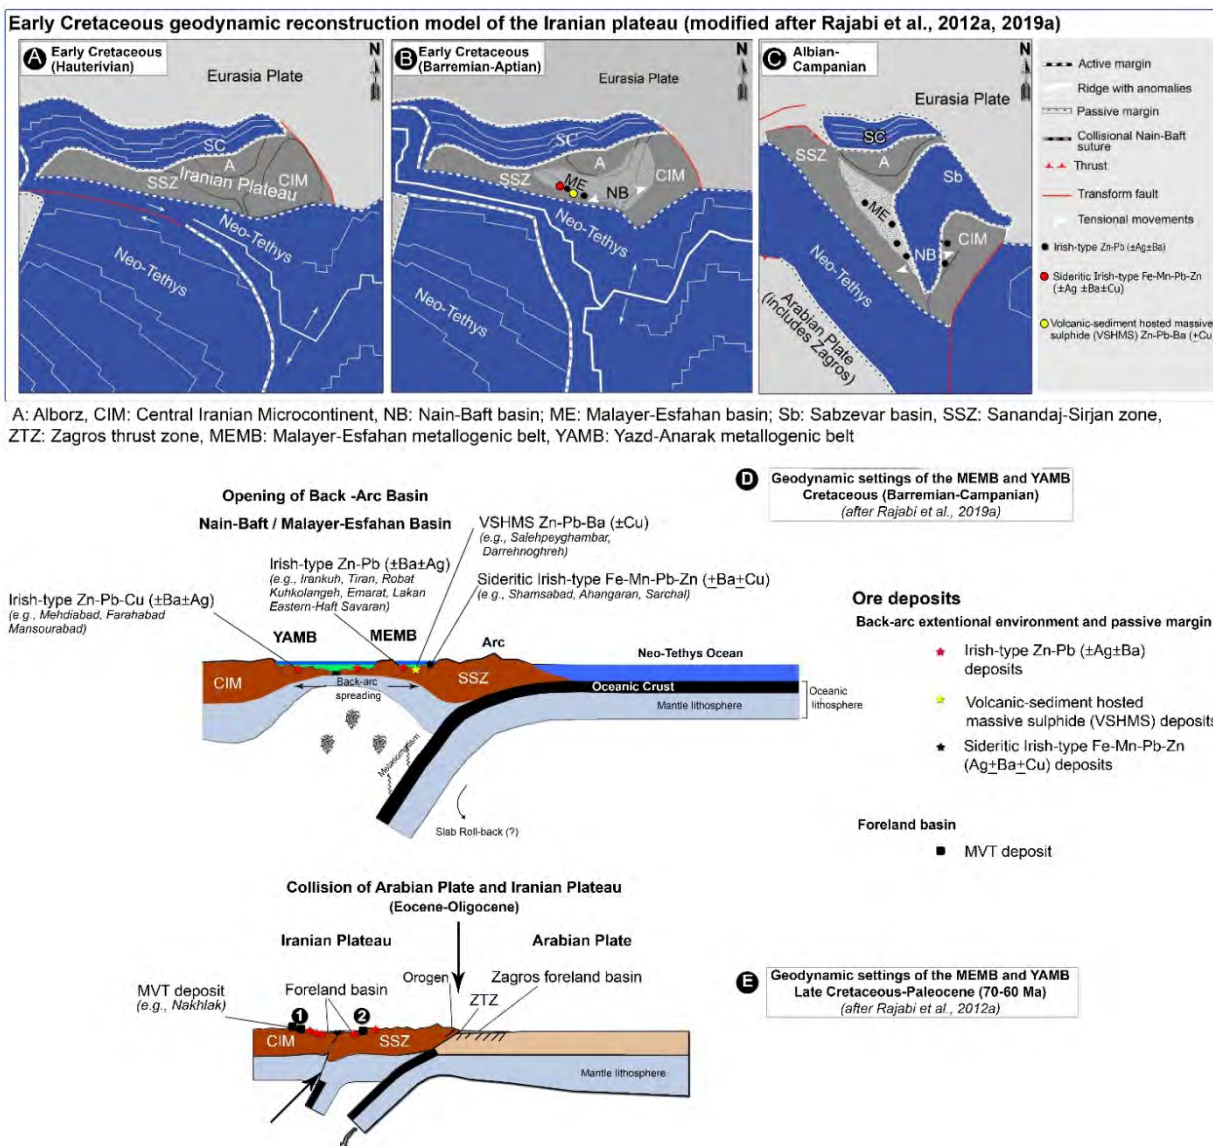 Early Cretaceous geodynamic reconstruction model of the Iranian plateau (modified after Rajabi et al., 2012a, 2019a)
A Early Cretaceous
(Hauterivian)
N
Eurasia Plate
SC
A
SSZ
Iranian Plateau
CIM
Neo-Tethys
Neo-Tethys
B Early Cretaceous
(Barremian-Aptian)
N
Eurasia Plate
SC
A
SSZ
ME
NB
CIM
Neo-Tethys
Neo-Tethys
C Albian-
Campanian
N
Eurasia Plate
SC
SSZ
A
Sb
ME
NB
CIM
Neo-Tethys
Arabian Plate
(includes Zagros)
Active margin
Ridge with anomalies
Passive margin
Collisional Nain-Baft
suture
Thrust
Transform fault
Tensional movements
Irish-type Zn-Pb (±Ag±Ba)
Sideritic Irish-type Fe-Mn-Pb-Zn
(±Ag ±Ba±Cu)
Volcanic-sediment hosted massive
sulphide (VSHMS) Zn-Pb-Ba (+Cu)
A: Alborz, CIM: Central Iranian Microcontinent, NB: Nain-Baft basin; ME: Malayer-Esfahan basin; Sb: Sabzevar basin, SSZ: Sanandaj-Sirjan zone,
ZTZ: Zagros thrust zone, MEMB: Malayer-Esfahan metallogenic belt, YAMB: Yazd-Anarak metallogenic belt
D Geodynamic settings of the MEMB and YAMB
Cretaceous (Barremian-Campanian)
(after Rajabi et al., 2019a)
Opening of Back -Arc Basin
Nain-Baft / Malayer-Esfahan Basin
VSHMS Zn-Pb-Ba (±Cu)
(e.g., Salehpeyghambar,
Darrehnoghreh)
Irish-type Zn-Pb (±Ba±Ag)
(e.g., Irankuh, Tiran, Robat
Kuhkolangeh, Emarat, Lakan
Eastern-Haft Savaran)
Sideritic Irish-type Fe-Mn-Pb-Zn (±Ba±Cu)
(e.g., Shamsabad, Ahangaran, Sarchal)
Irish-type Zn-Pb-Cu (±Ba±Ag)
(e.g., Mehdiabad, Farahabad
Mansourabad)
YAMB
MEMB
Arc
Neo-Tethys Ocean
CIM
Back-arc
spreading
SSZ
Oceanic Crust
Mantle lithosphere
Oceanic
lithosphere
Metasomatism
Slab Roll-back (?)
Ore deposits
Back-arc extentional environment and passive margin
Irish-type Zn-Pb (±Ag±Ba)
deposits
Volcanic-sediment hosted
massive sulphide (VSHMS) deposits
Sideritic Irish-type Fe-Mn-Pb-Zn
(Ag±Ba±Cu) deposits
Foreland basin
MVT deposit
Collision of Arabian Plate and Iranian Plateau
(Eocene-Oligocene)
Iranian Plateau
Arabian Plate
Orogen
Zagros foreland basin
MVT deposit
(e.g., Nakhlak)
Foreland basin
ZTZ
1
2
CIM
SSZ
Mantle lithosphere
E Geodynamic settings of the MEMB and YAMB
Late Cretaceous-Paleocene (70-60 Ma)
(after Rajabi et al., 2012a)